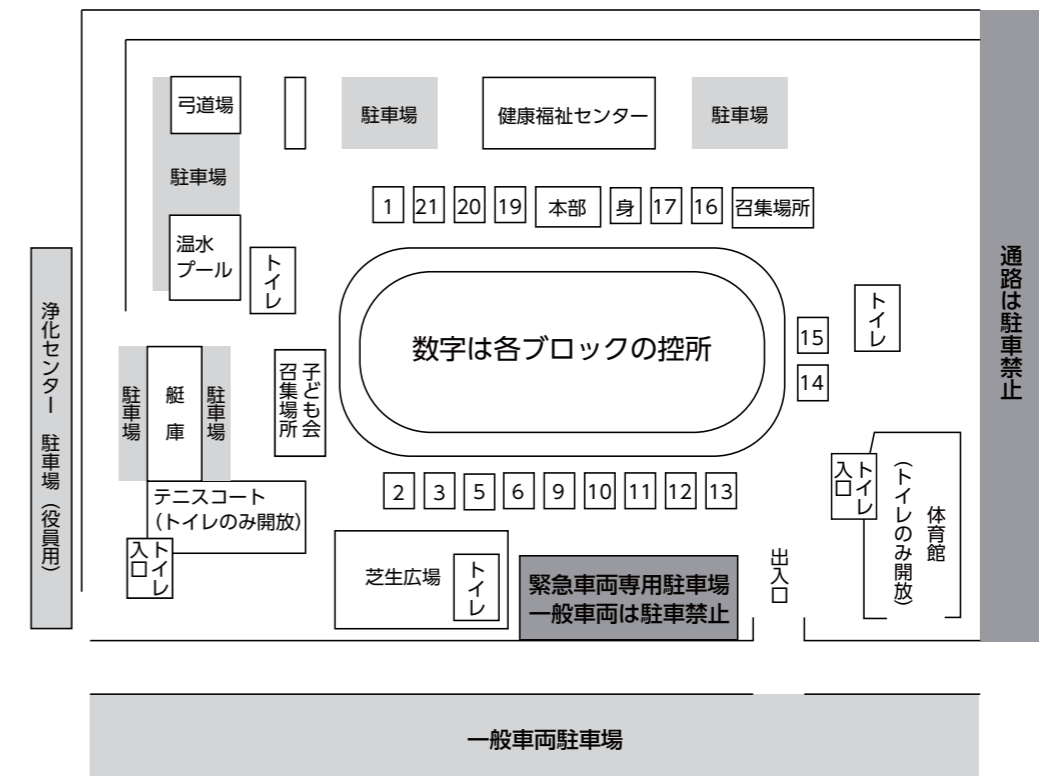 弓道場
駐車場
健康福祉センター
駐車場
駐車場
1
21
20
19
本部
身
17
16
召集場所
温水
プール
トイレ
通路は駐車禁止
浄化センター 駐車場(役員用)
数字は各ブロックの控所
トイレ
15
14
駐車場
艇庫
駐車場
子ども会
召集場所
2
3
5
6
9
10
11
12
13
トイレ
入口
体育館
(トイレのみ開放)
テニスコート
(トイレのみ開放)
トイレ
入口
芝生広場
トイレ
緊急車両専用駐車場
一般車両は駐車禁止
出入口
一般車両駐車場